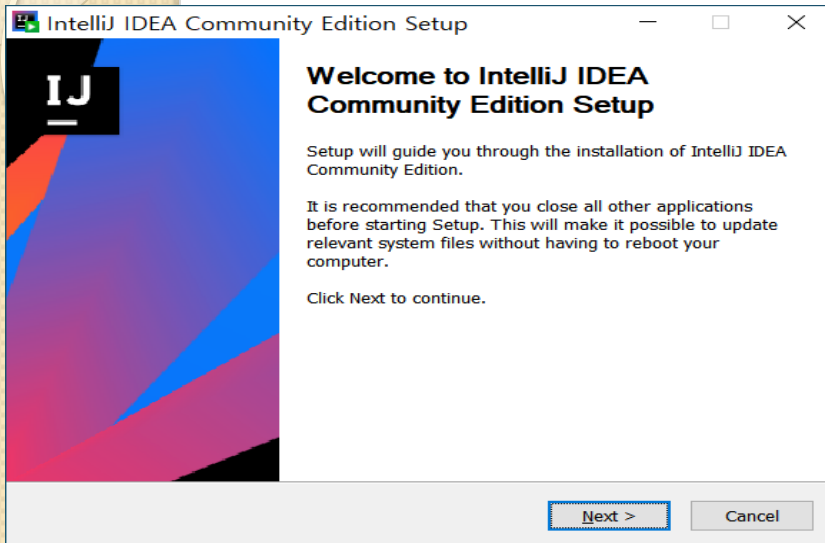 IntelliJ IDEA Community Edition Setup
IJ
Welcome to IntelliJ IDEA
Community Edition Setup
Setup will guide you through the installation of IntelliJ IDEA
Community Edition.
It is recommended that you close all other applications
before starting Setup. This will make it possible to update
relevant system files without having to reboot your
computer.
Click Next to continue.
Next >
Cancel